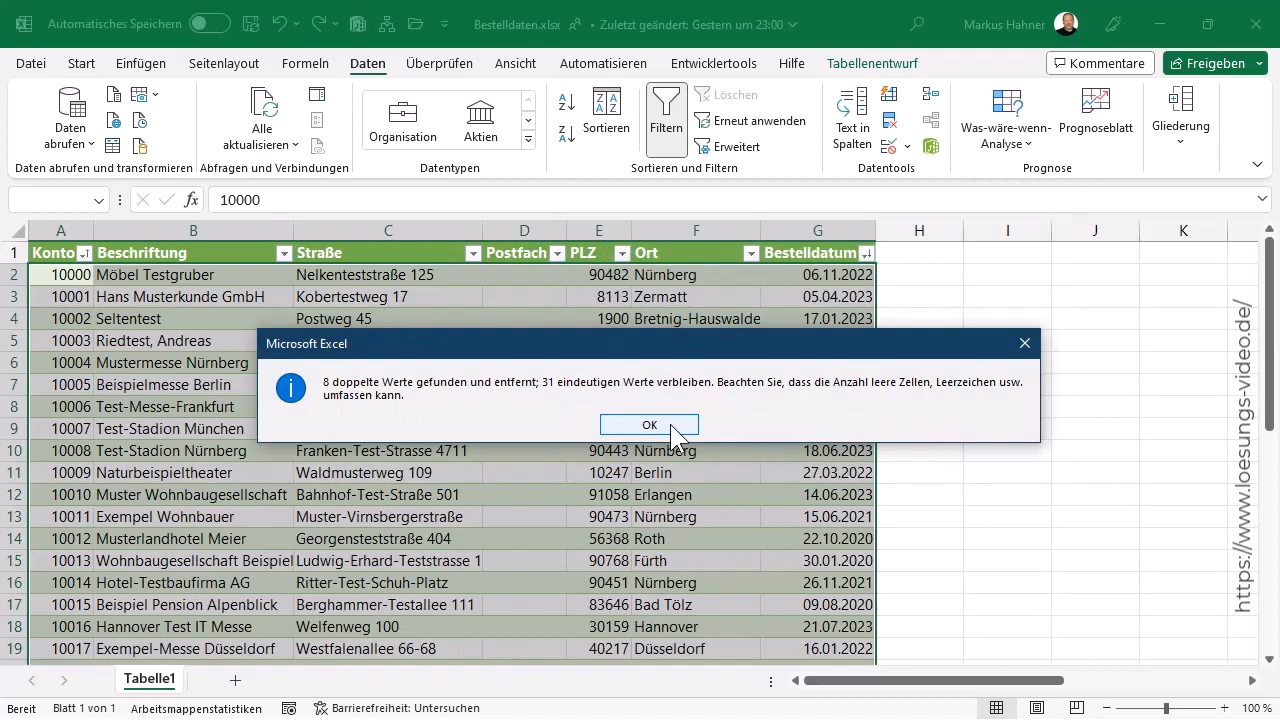 Automatisches Speichern
Bestelldaten.xlsx • Zuletzt geändert: Gestern um 23:00
Markus Hahner
Datei Start Einfügen Seitenlayout Formeln Daten Überprüfen Ansicht Automatisieren Entwicklertools Hilfe Tabellenentwurf
Kommentare Freigeben
Daten abrufen
Alle aktualisieren
Organisation Aktien
Sortieren
Filtern
Löschen
Erneut anwenden
Erweitert
Text in Spalten
Was-wäre-wenn-Analyse
Prognoseblatt
Gliederung
Daten abrufen und transformieren Abfragen und Verbindungen Datentypen Sortieren und Filtern Datentools Prognose
fx 10000
A B C D E F G H I J K
1 Konto Beschriftung Straße Postfach PLZ Ort Bestelldatum
2 10000 Möbel Testgruber Nelkenteststraße 125 90482 Nürnberg 06.11.2022
3 10001 Hans Musterkunde GmbH Kobertestweg 17 8113 Zermatt 05.04.2023
4 10002 Seltentest Postweg 45 1900 Bretnig-Hauswalde 17.01.2023
5 10003 Riedtest, Andreas
6 10004 Mustermesse Nürnberg
7 10005 Beispielmesse Berlin
8 10006 Test-Messe-Frankfurt
9 10007 Test-Stadion München
Microsoft Excel
8 doppelte Werte gefunden und entfernt; 31 eindeutigen Werte verbleiben. Beachten Sie, dass die Anzahl leere Zellen, Leerzeichen usw.
umfassen kann.
OK
10 10008 Test-Stadion Nürnberg Franken-Test-Strasse 4711 90443 Nürnberg 18.06.2023
11 10009 Naturbeispieltheater Waldmusterweg 109 10247 Berlin 27.03.2022
12 10010 Muster Wohnbaugesellschaft Bahnhof-Test-Straße 501 91058 Erlangen 14.06.2023
13 10011 Exempel Wohnbauer Muster-Virnsbergerstraße 90473 Nürnberg 15.06.2021
14 10012 Musterlandhotel Meier Georgensteststraße 404 56368 Roth 22.10.2020
15 10013 Wohnbaugesellschaft Beispiel Ludwig-Erhard-Teststrasse 1 90768 Fürth 30.01.2020
16 10014 Hotel-Testbaufirma AG Ritter-Test-Schuh-Platz 90451 Nürnberg 26.11.2021
17 10015 Beispiel Pension Alpenblick Berghammer-Testallee 111 83646 Bad Tölz 09.08.2020
18 10016 Hannover Test IT Messe Welfenweg 100 30159 Hannover 21.07.2023
19 10017 Exempel-Messe Düsseldorf Westfalenallee 66-68 40217 Düsseldorf 16.01.2022
https://www.loesungs-video.de/
Tabelle1
Bereit Blatt 1 von 1 Arbeitsmappenstatistiken Barrierefreiheit: Untersuchen 100 %